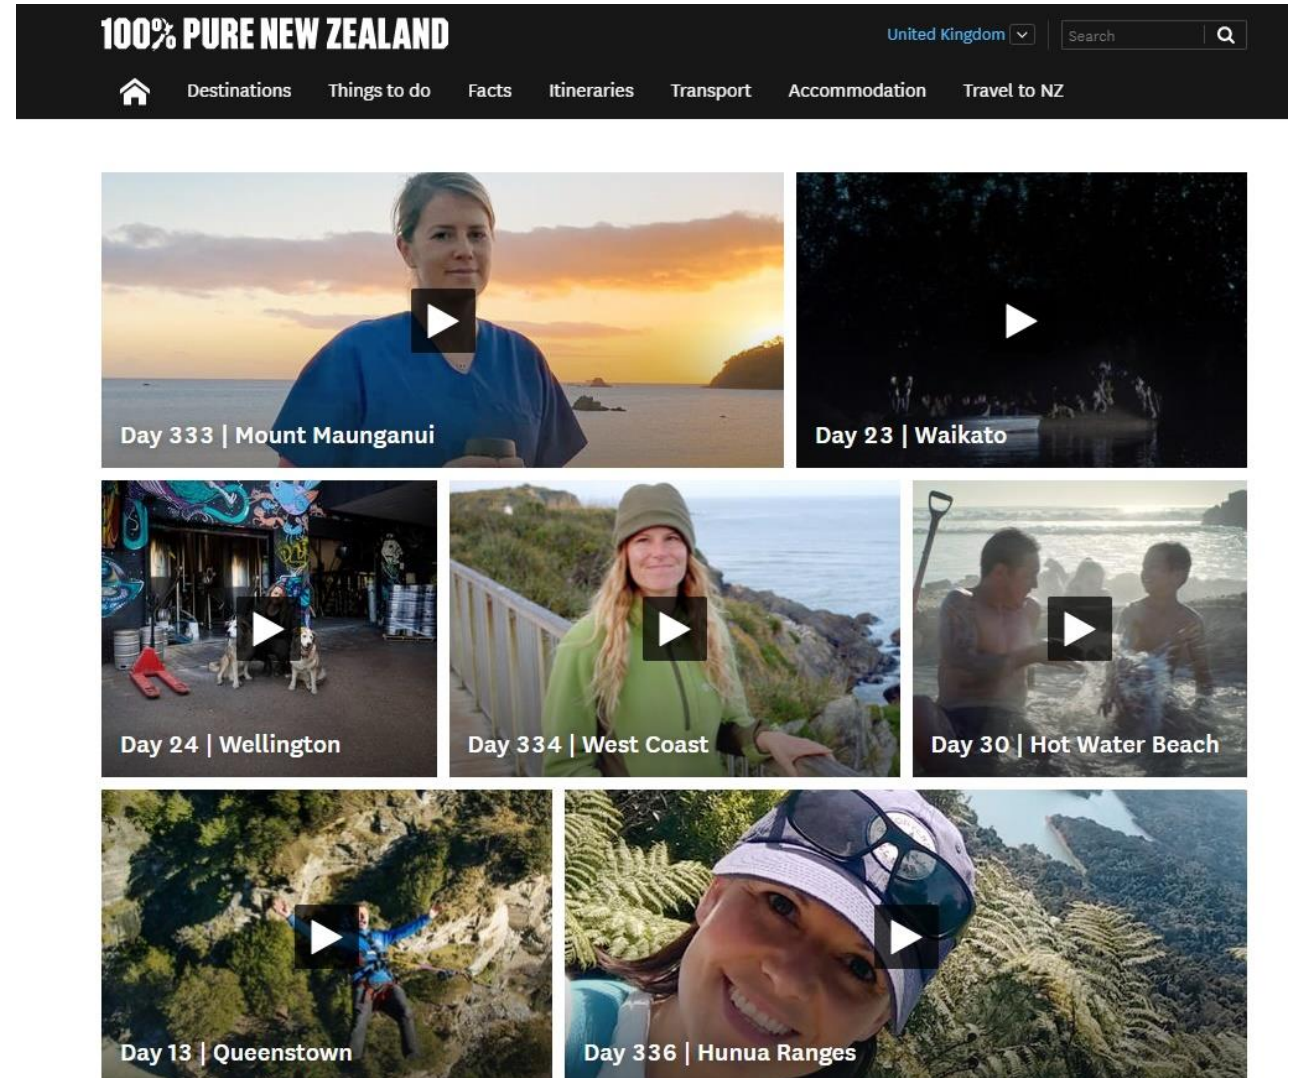 100% PURE NEW ZEALAND
United Kingdom
Search
Destinations Things to do Facts Itineraries Transport Accommodation Travel to NZ
Day 333 | Mount Maunganui
Day 23 | Waikato
Day 24 | Wellington
Day 334 | West Coast
Day 30 | Hot Water Beach
Day 13 | Queenstown
Day 336 | Hunua Ranges